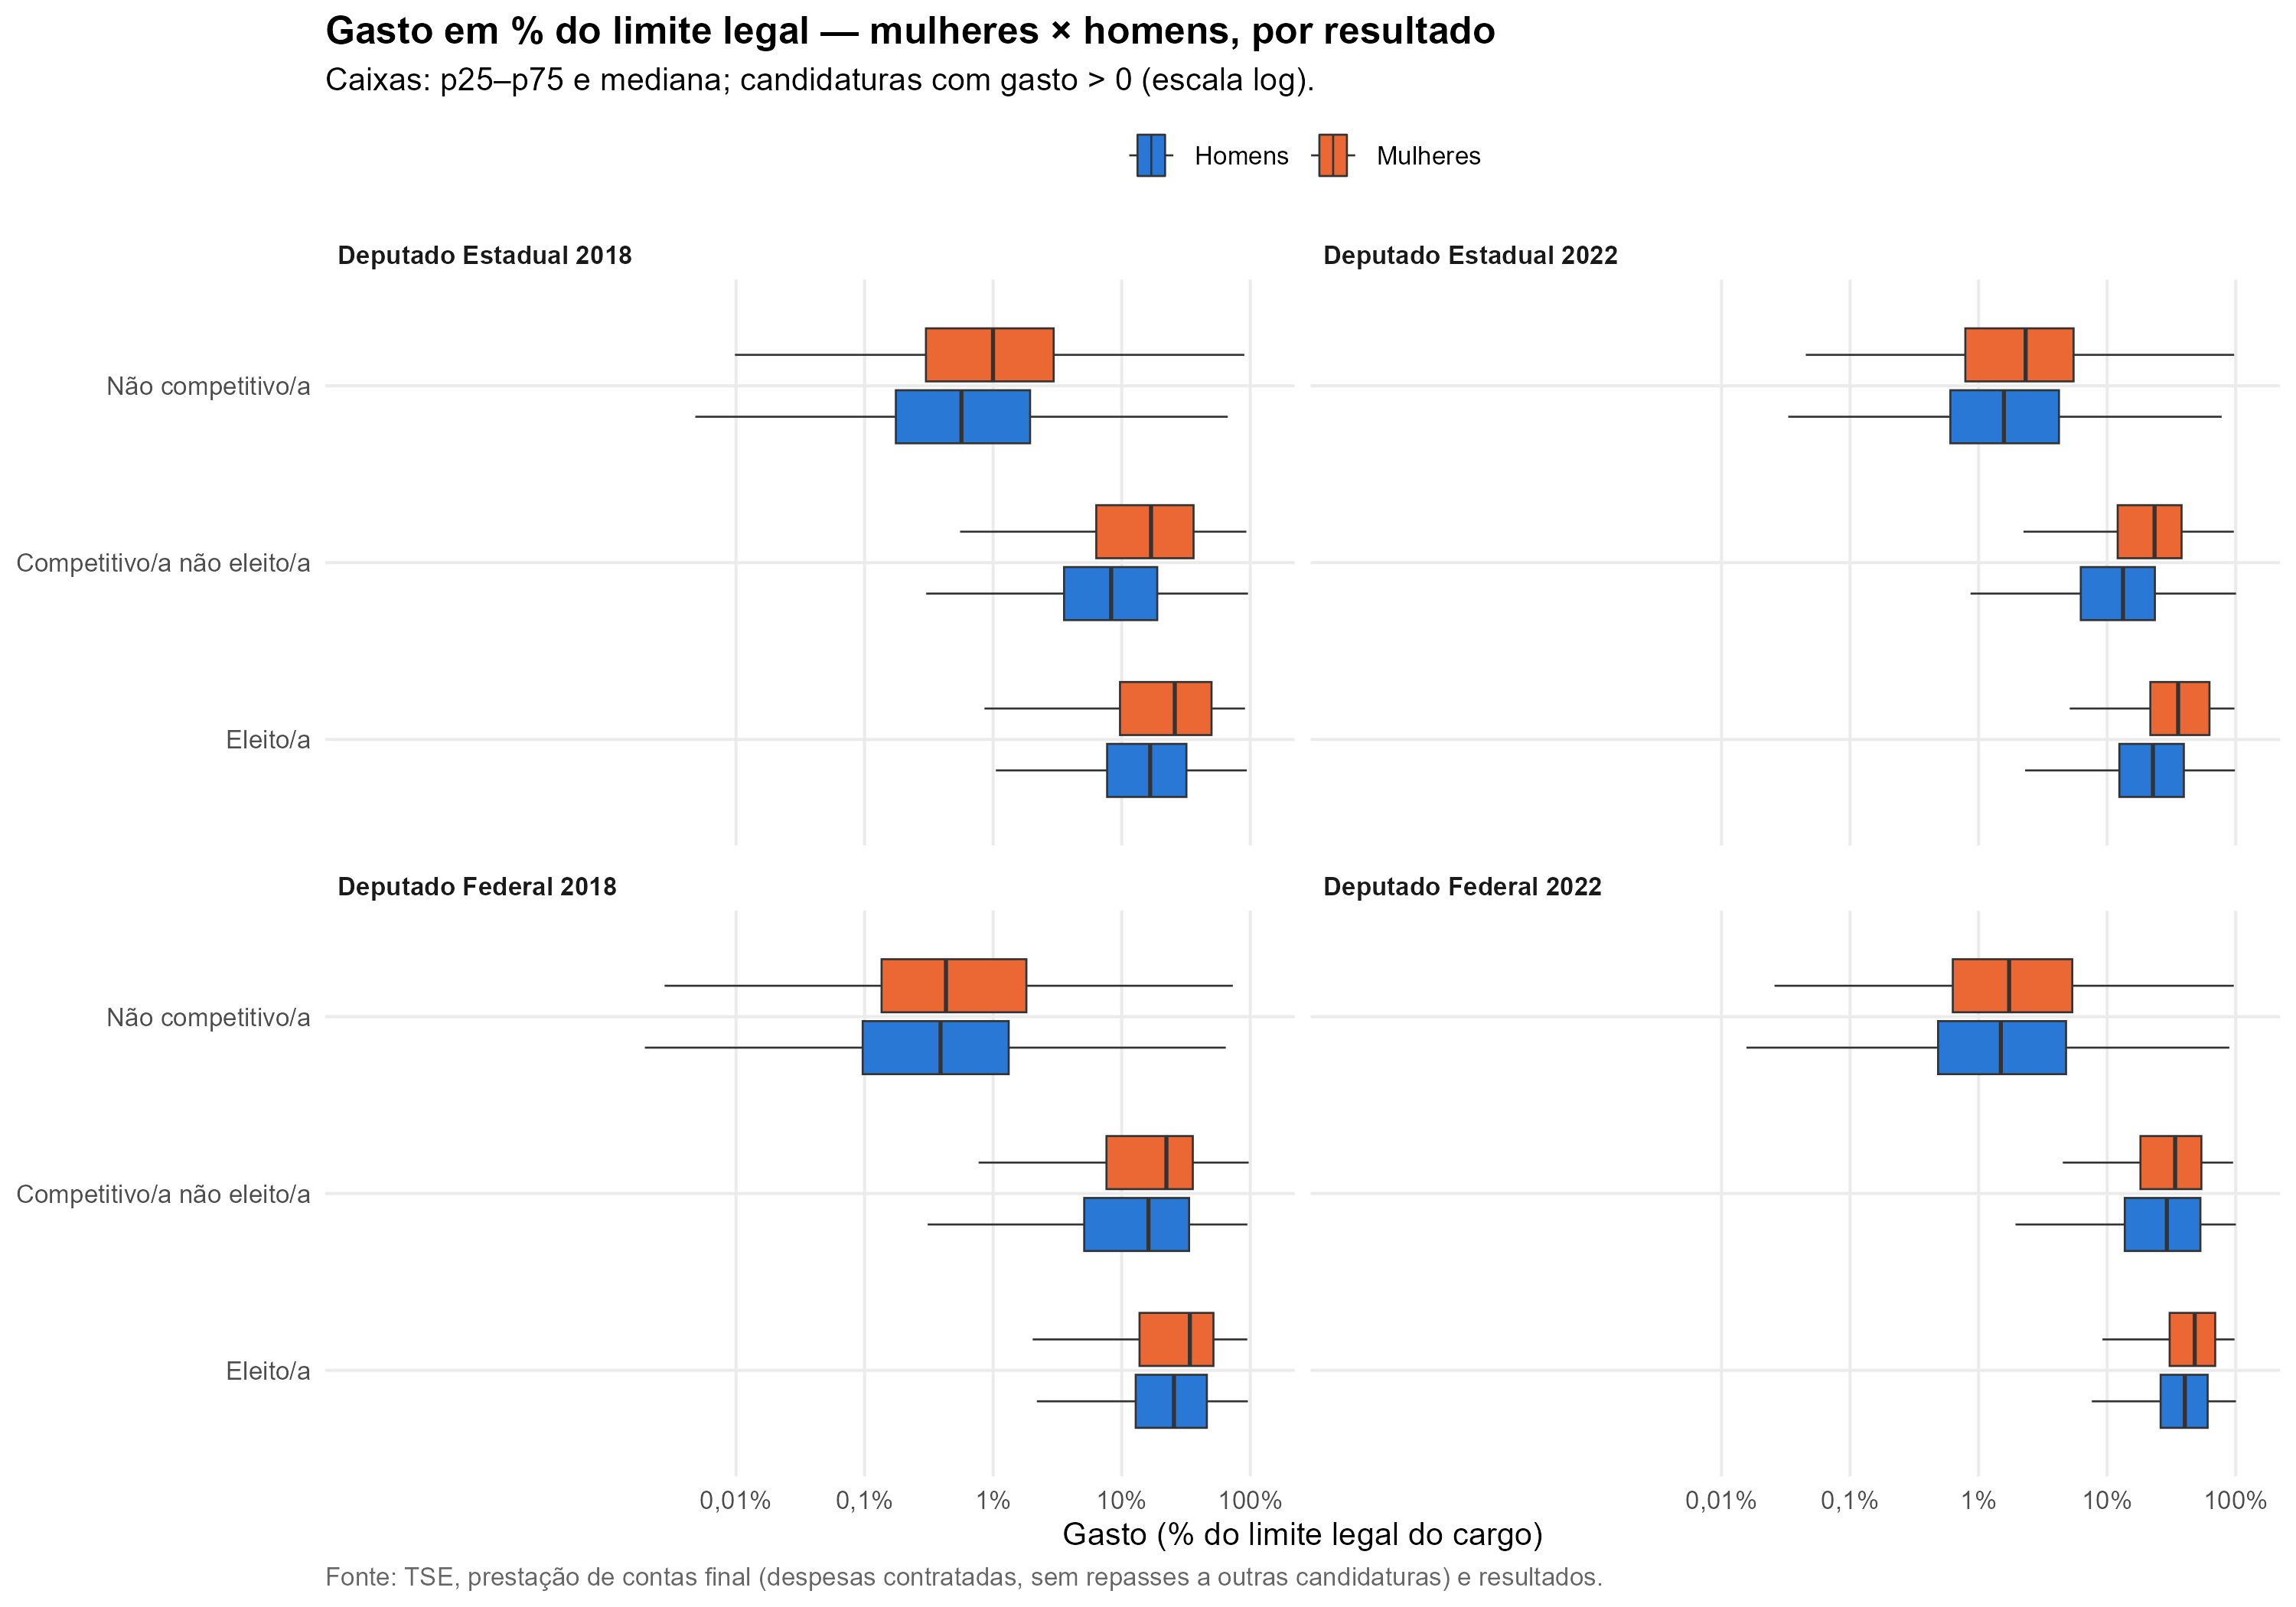 Gasto em % do limite legal — mulheres × homens, por resultado
Caixas: p25–p75 e mediana; candidaturas com gasto > 0 (escala log).
Homens
Mulheres
Deputado Estadual 2018
Deputado Estadual 2022
Não competitivo/a
Competitivo/a não eleito/a
Eleito/a
Deputado Federal 2018
Deputado Federal 2022
Não competitivo/a
Competitivo/a não eleito/a
Eleito/a
0,01% 0,1% 1% 10% 100%
0,01% 0,1% 1% 10% 100%
Gasto (% do limite legal do cargo)
Fonte: TSE, prestação de contas final (despesas contratadas, sem repasses a outras candidaturas) e resultados.